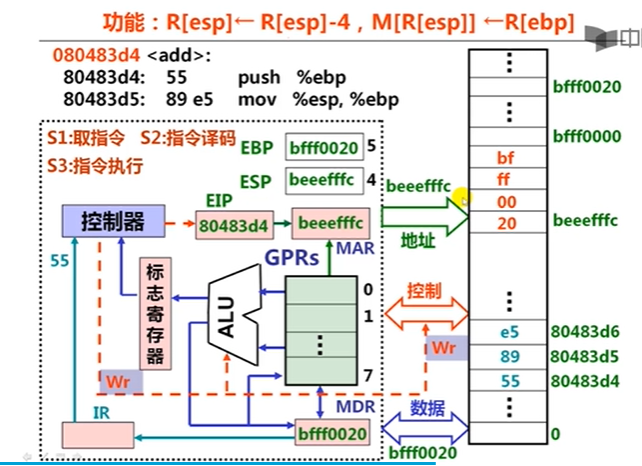 功能：R[esp]← R[esp]-4，M[R[esp]] ←R[ebp]
中
080483d4 <add>:
80483d4: 55 push %ebp
80483d5: 89 e5 mov %esp, %ebp
S1:取指令 S2:指令译码
S3:指令执行
EBP bfff0020 5
ESP beeefffc 4
EIP
控制器
80483d4
beeefffc
MAR
GPRs
55
标志寄存器
ALU
0
1
⋮
7
Wr
IR
MDR
bfff0020
beeefffc
地址
控制
Wr
数据
bfff0020
⋮
bfff0020
⋮
bfff0000
bf
ff
00
20 beeefffc
⋮
e5 80483d6
89 80483d5
55 80483d4
⋮
0